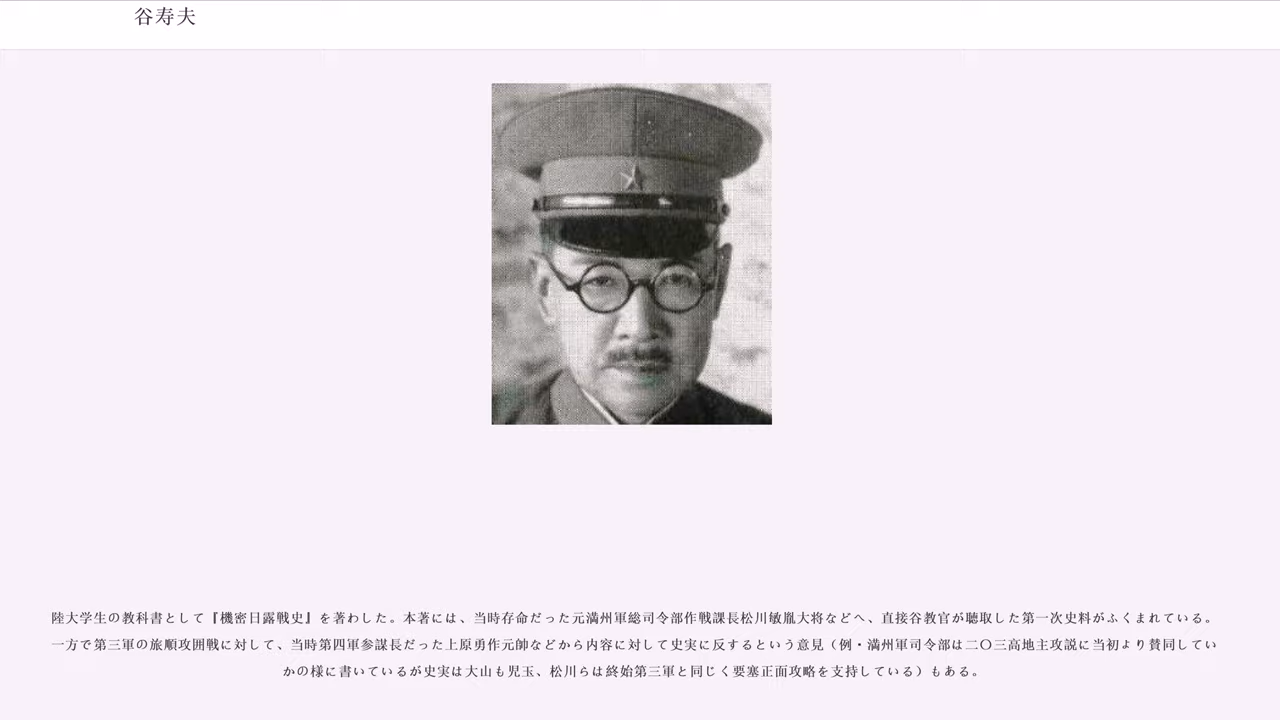 谷寿夫
陸大学生の教科書として『機密日露戦史』を著わした。本著には、当時存命だった元満州軍総司令部作戦課長松川敏胤大将などへ、直接谷教官が聴取した第一次史料がふくまれている。
一方で第三軍の旅順攻囲戦に対して、当時第四軍参謀長だった上原勇作元帥などから内容に対して史実に反するという意見（例・満州軍司令部は二〇三高地主攻説に当初より賛同してい
かの様に書いているが史実は大山も児玉、松川らは終始第三軍と同じく要塞正面攻略を支持している）もある。